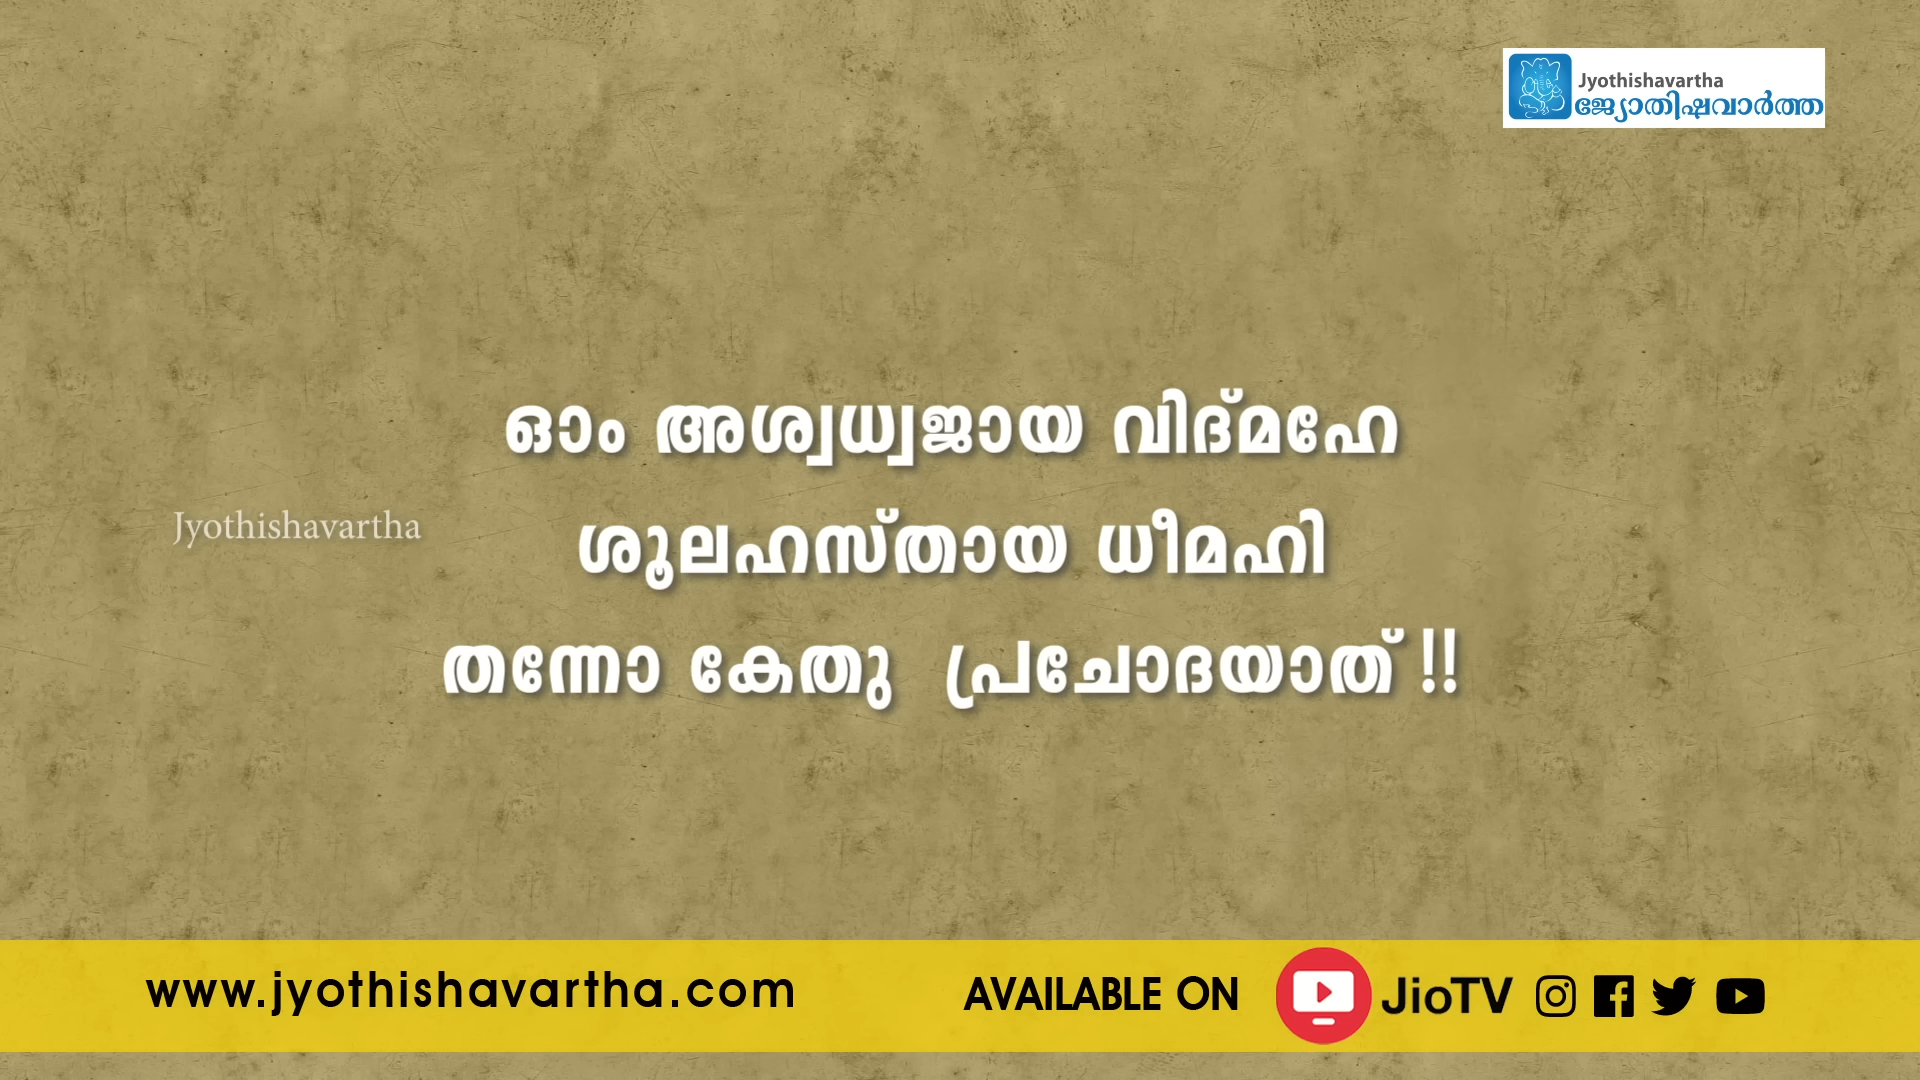 Jyothishavartha
ജ്യോതിഷവാർത്ത
ഓം അശ്വധ്വജായ വിദ്മഹേ
Jyothishavartha
ശൂലഹസ്തായ ധീമഹി
തന്നോ കേതു പ്രചോദയാത് !!
www.jyothishavartha.com
AVAILABLE ON JioTV